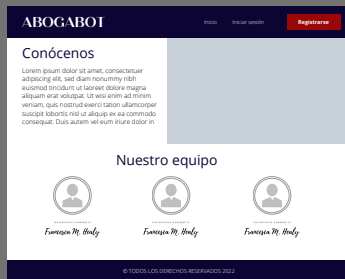 ABOGABOT
Inicio
Iniciar sesión
Registrarse
Conócenos
Lorem ipsum dolor sit amet, consectetuer
adipiscing elit, sed diam nonummy nibh
euismod tincidunt ut laoreet dolore magna
aliquam erat volutpat. Ut wisi enim ad minim
veniam, quis nostrud exerci tation ullamcorper
suscipit lobortis nisl ut aliquip ex ea commodo
consequat. Duis autem vel eum iriure dolor in
Nuestro equipo
Francesca M. Healy
Francesca M. Healy
Francesca M. Healy
© TODOS LOS DERECHOS RESERVADOS 2022